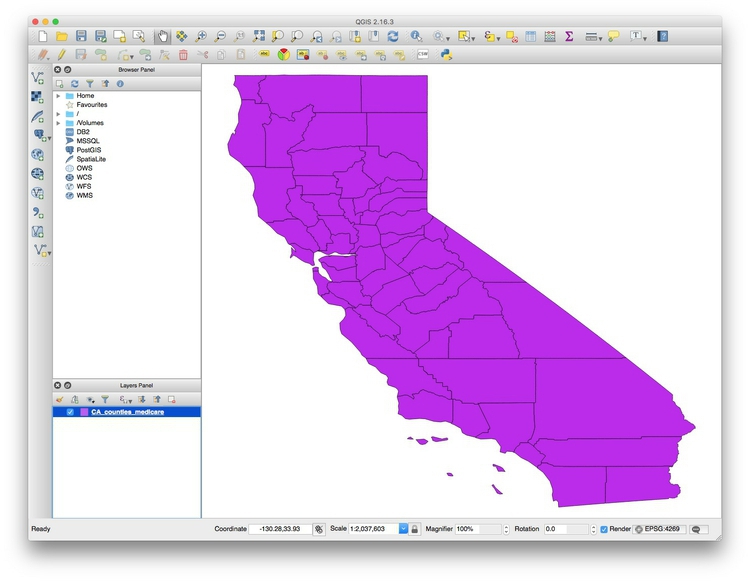 QGIS 2.16.3
abc
CSW
Browser Panel
Home
Favourites
/
/Volumes
DB2
MSSQL
PostGIS
SpatiaLite
OWS
WCS
WFS
WMS
Layers Panel
CA_counties_medicare
Ready
Coordinate
-130.28,33.93
Scale
1:2,037,603
Magnifier
100%
Rotation
0.0
Render
EPSG:4269